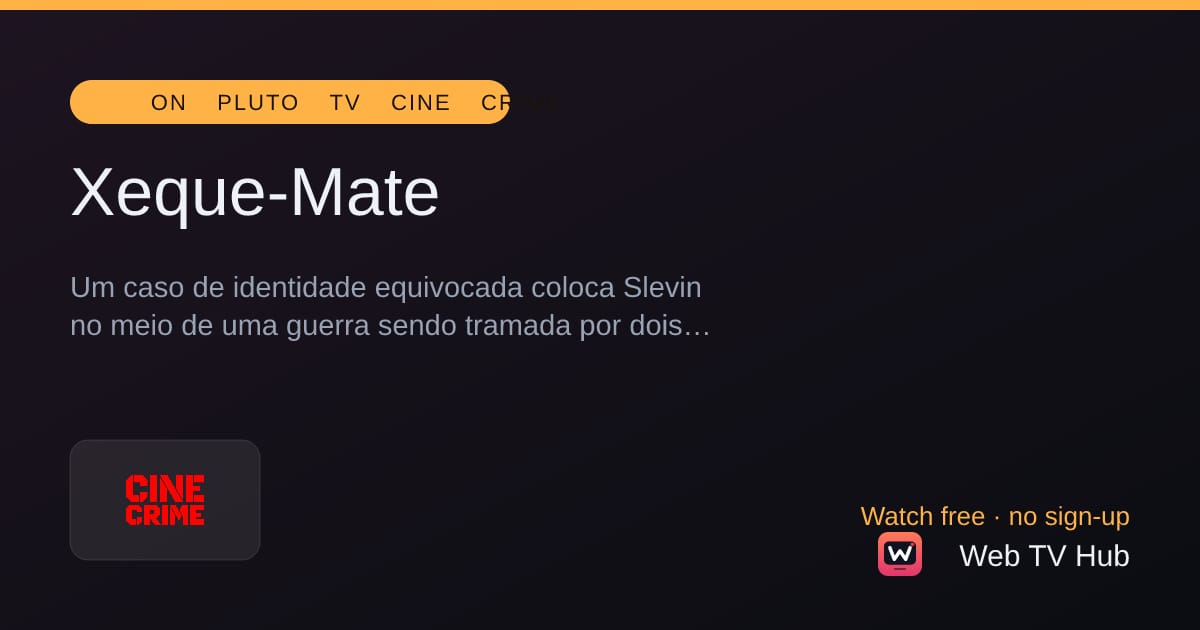 ON PLUTO TV CINE CRIME
Xeque-Mate
Um caso de identidade equivocada coloca Slevin
no meio de uma guerra sendo tramada por dois…
CINE
CRIME
Watch free · no sign-up
W
Web TV Hub